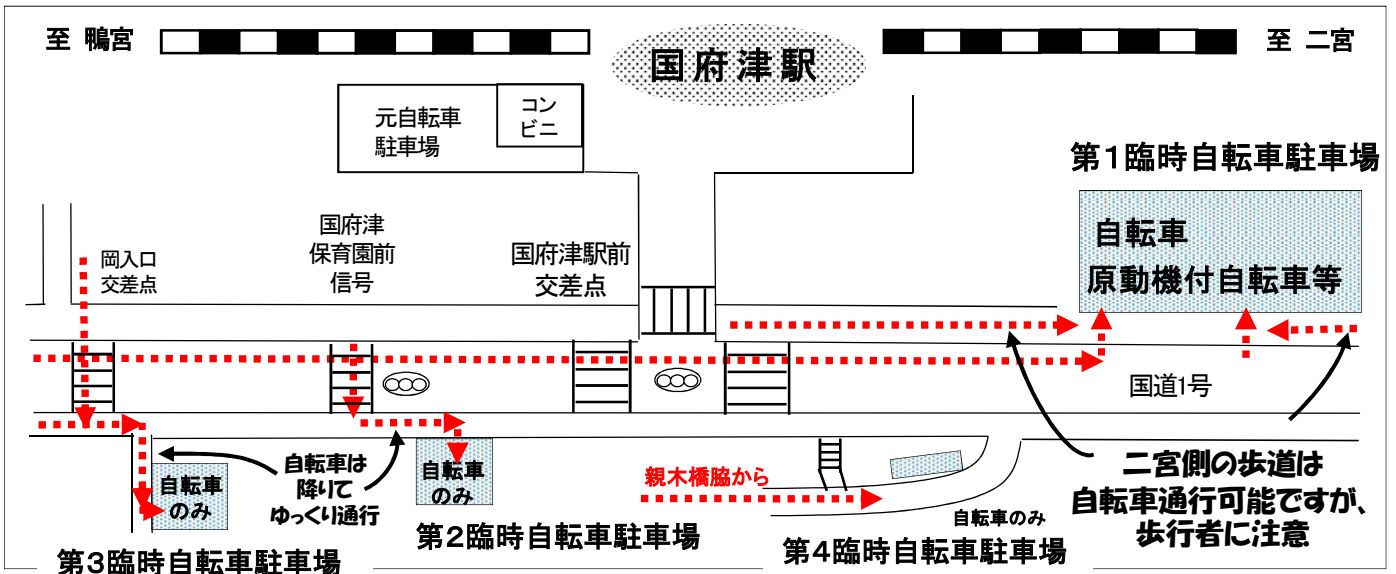 至 鴨宮
国府津駅
至 二宮
元自転車
駐車場
コン
ビニ
第1臨時自転車駐車場
自転車
原動機付自転車等
岡入口
交差点
国府津
保育園前
信号
国府津駅前
交差点
国道1号
自転車は
降りて
ゆっくり通行
自転車
のみ
第3臨時自転車駐車場
自転車
のみ
第2臨時自転車駐車場
親木橋脇から
自転車のみ
第4臨時自転車駐車場
二宮側の歩道は
自転車通行可能ですが、
歩行者に注意